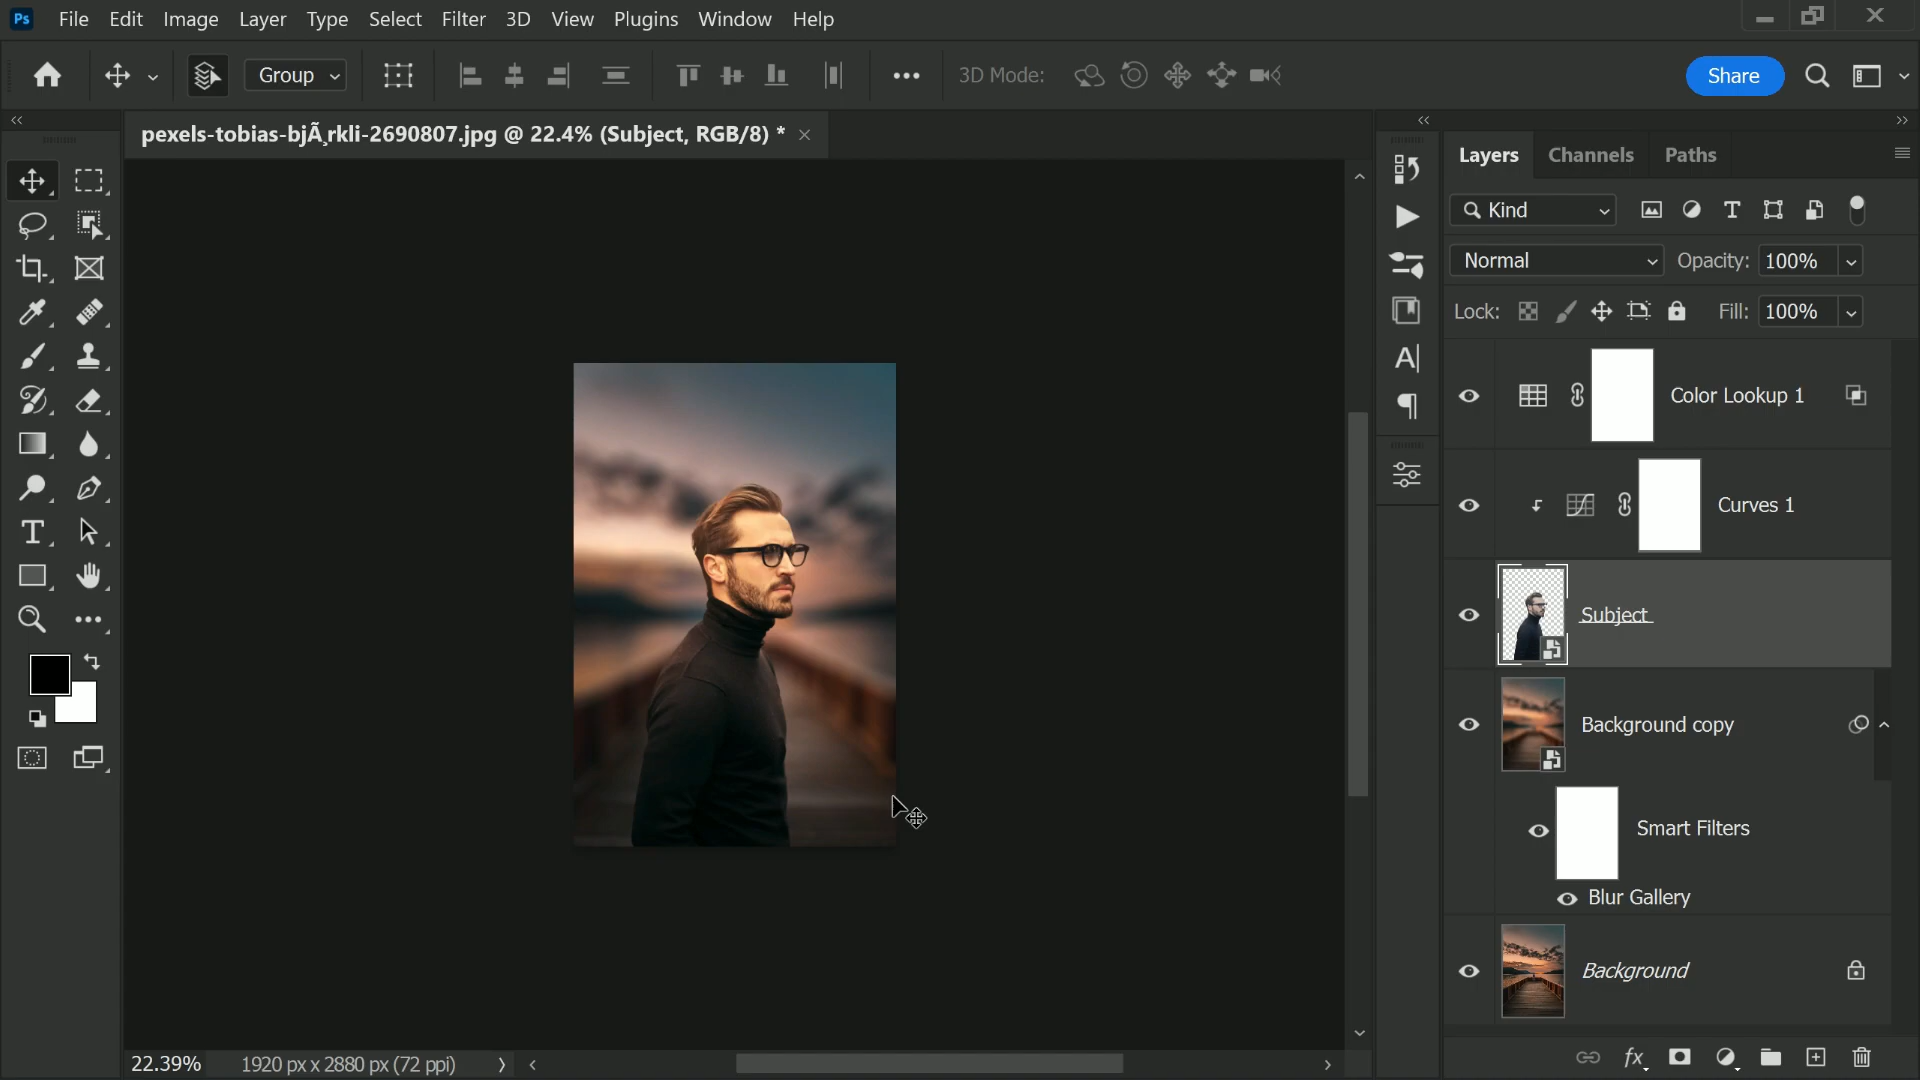 Ps File Edit Image Layer Type Select Filter 3D View Plugins Window Help
Group 3D Mode: Share
pexels-tobias-bjÃ¸rkli-2690807.jpg @ 22.4% (Subject, RGB/8) *
Layers Channels Paths
Kind
Normal Opacity: 100%
Lock: Fill: 100%
Color Lookup 1
Curves 1
Subject
Background copy
Smart Filters
Blur Gallery
Background
22.39% 1920 px x 2880 px (72 ppi)